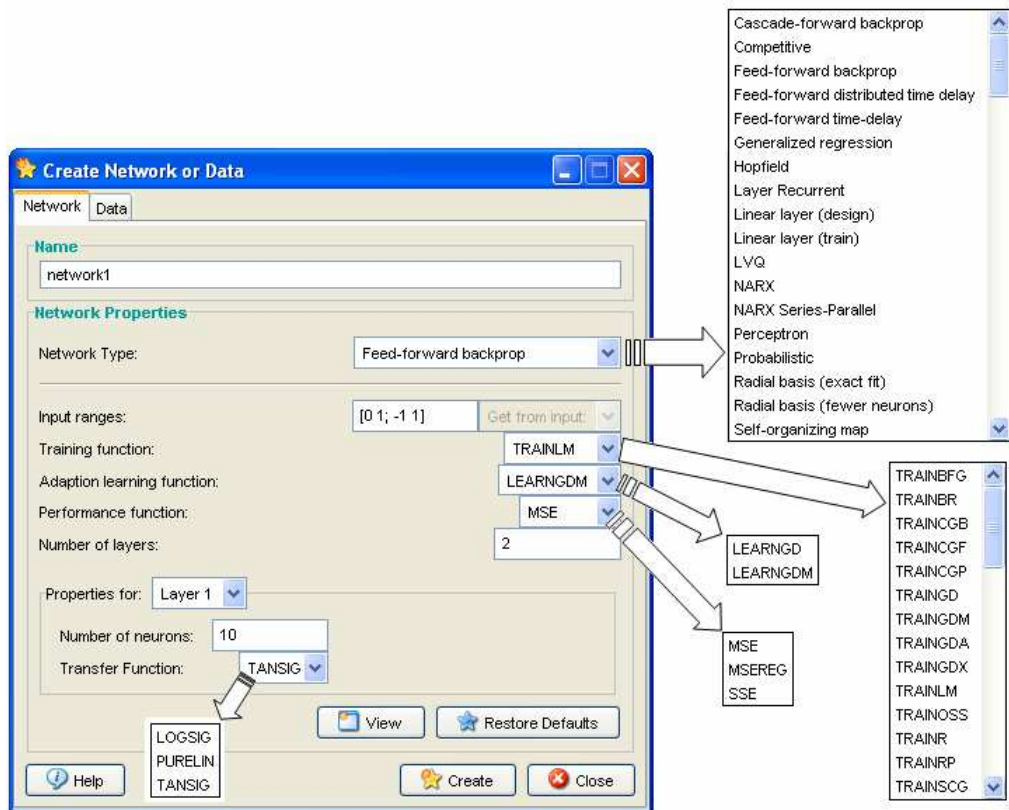 Create Network or Data
Network Data
Name
network1
Network Properties
Network Type: Feed-forward backprop
Input ranges: [0 1; -1 1] Get from input:
Training function: TRAINLM
Adaption learning function: LEARNGDM
Performance function: MSE
Number of layers: 2
Properties for: Layer 1
Number of neurons: 10
Transfer Function: TANSIG
View Restore Defaults
Help Create Close
LOGSIG
PURELIN
TANSIG
Cascade-forward backprop
Competitive
Feed-forward backprop
Feed-forward distributed time delay
Feed-forward time-delay
Generalized regression
Hopfield
Layer Recurrent
Linear layer (design)
Linear layer (train)
LVQ
NARX
NARX Series-Parallel
Perceptron
Probabilistic
Radial basis (exact fit)
Radial basis (fewer neurons)
Self-organizing map
LEARNGD
LEARNGDM
MSE
MSEREG
SSE
TRAINBFG
TRAINBR
TRAINCGB
TRAINCGF
TRAINCGP
TRAINGD
TRAINGDM
TRAINGDA
TRAINGDX
TRAINLM
TRAINOSS
TRAINR
TRAINRP
TRAINSCG